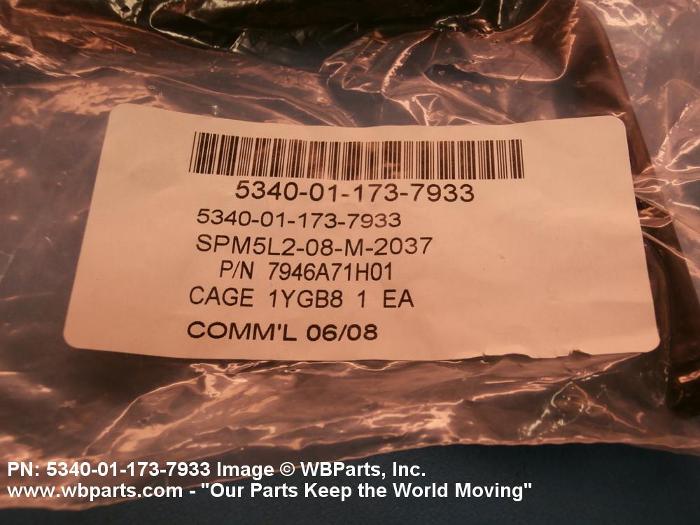 5340-01-173-7933
5340-01-173-7933
SPM5L2-08-M-2037
P/N 7946A71H01
CAGE 1YGB8 1 EA
COMM'L 06/08
PN: 5340-01-173-7933 Image © WBParts, Inc.
www.wbparts.com - "Our Parts Keep the World Moving"